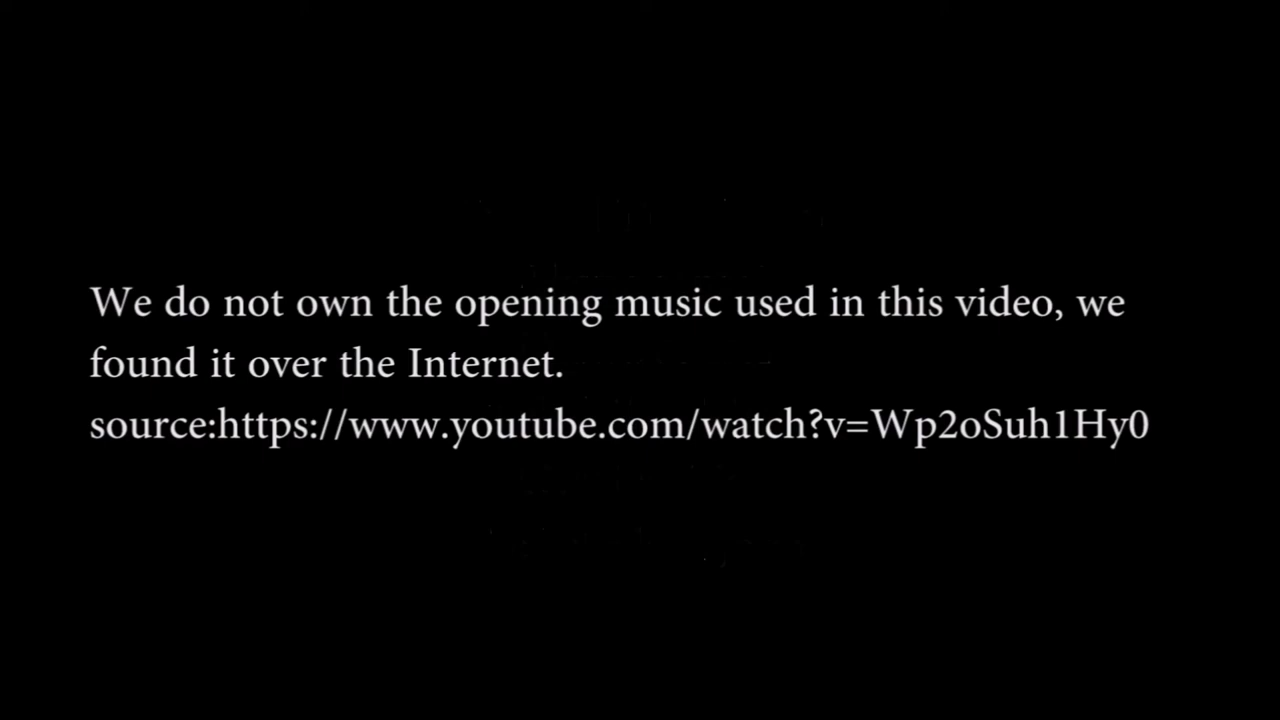 We do not own the opening music used in this video, we
found it over the Internet.
source:https://www.youtube.com/watch?v=Wp2oSuh1Hy0